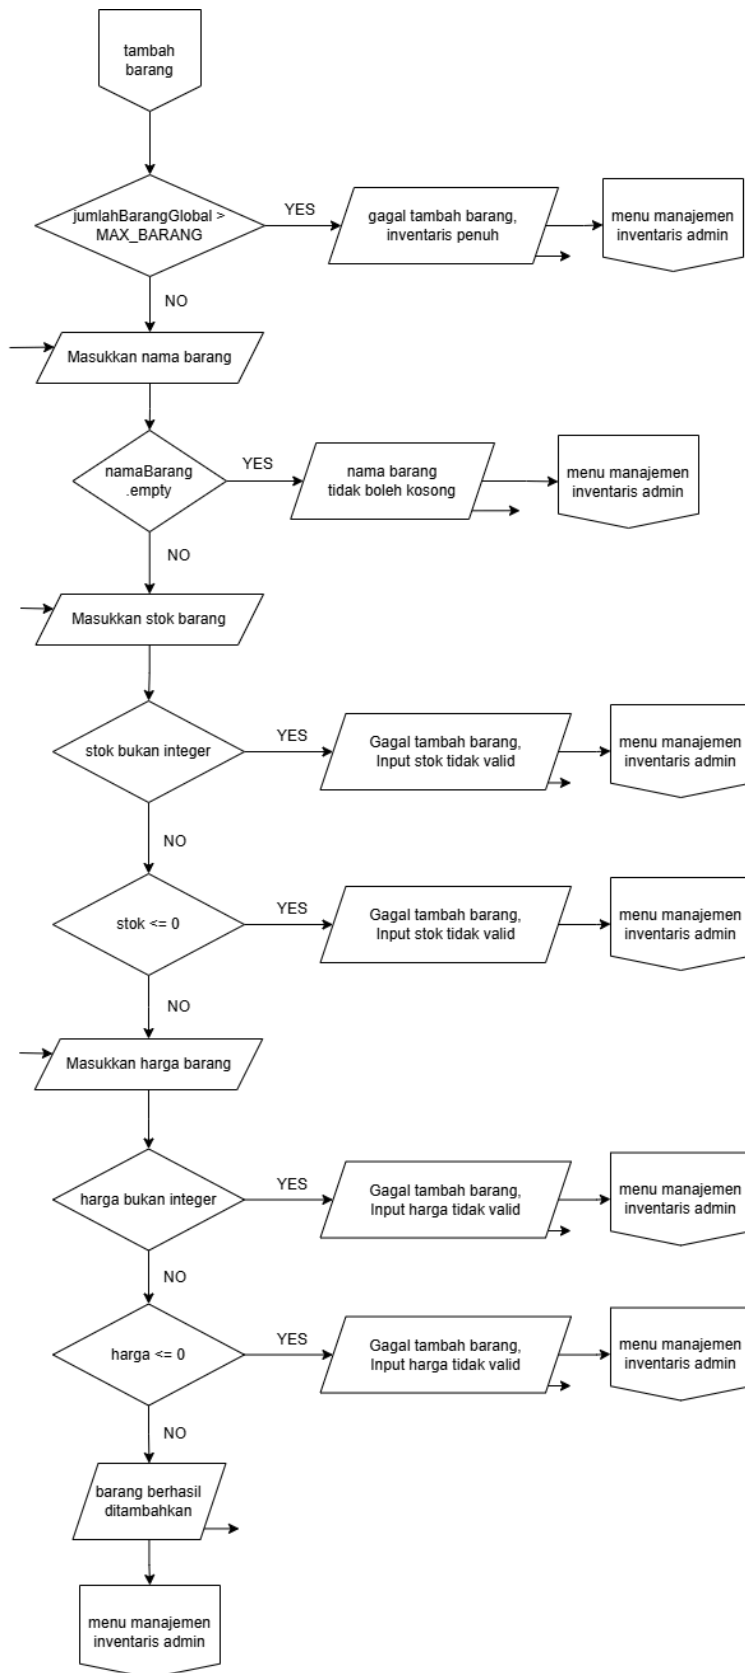 tambah
barang
jumlahBarangGlobal >
MAX_BARANG
YES
gagal tambah barang,
inventaris penuh
menu manajemen
inventaris admin
NO
Masukkan nama barang
namaBarang
.empty
YES
nama barang
tidak boleh kosong
menu manajemen
inventaris admin
NO
Masukkan stok barang
stok bukan integer
YES
Gagal tambah barang,
Input stok tidak valid
menu manajemen
inventaris admin
NO
stok <= 0
YES
Gagal tambah barang,
Input stok tidak valid
menu manajemen
inventaris admin
NO
Masukkan harga barang
harga bukan integer
YES
Gagal tambah barang,
Input harga tidak valid
menu manajemen
inventaris admin
NO
harga <= 0
YES
Gagal tambah barang,
Input harga tidak valid
menu manajemen
inventaris admin
NO
barang berhasil
ditambahkan
menu manajemen
inventaris admin